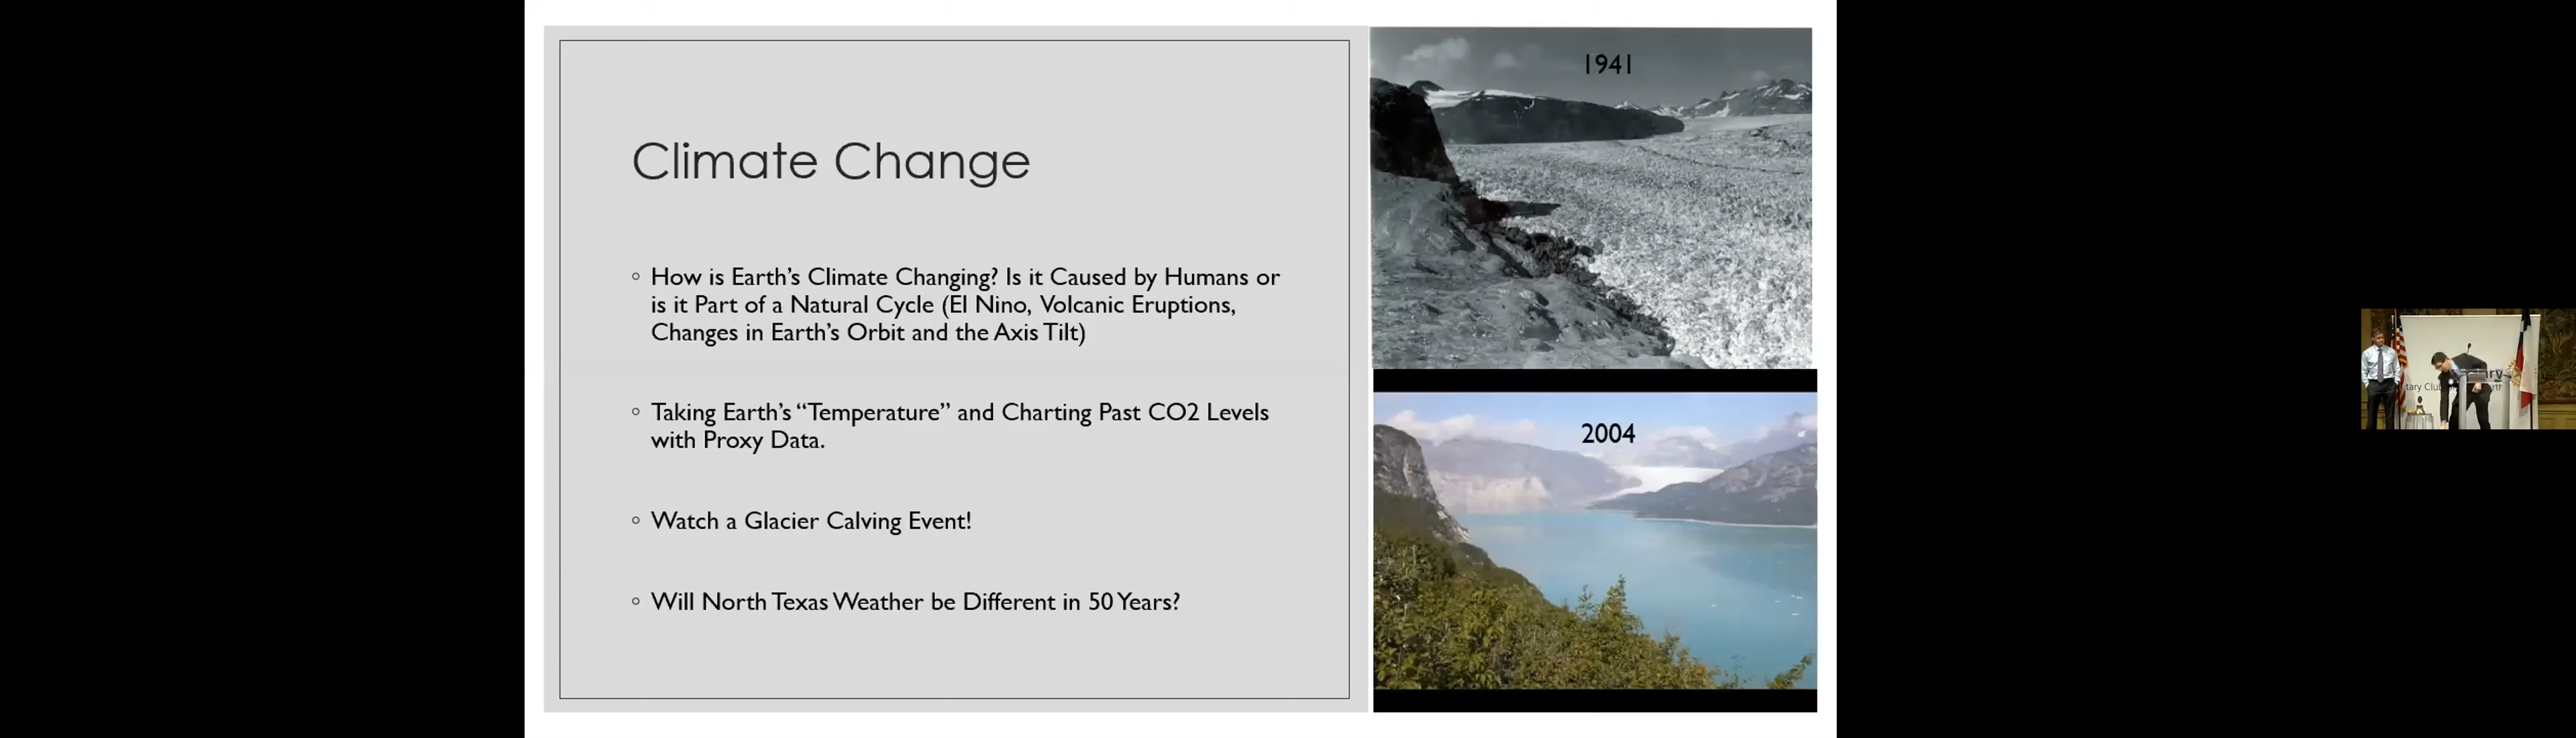 Climate Change
How is Earth's Climate Changing? Is it Caused by Humans or
is it Part of a Natural Cycle (El Nino, Volcanic Eruptions,
Changes in Earth's Orbit and the Axis Tilt)
Taking Earth's “Temperature” and Charting Past CO2 Levels
with Proxy Data.
Watch a Glacier Calving Event!
Will North Texas Weather be Different in 50 Years?
1941
2004